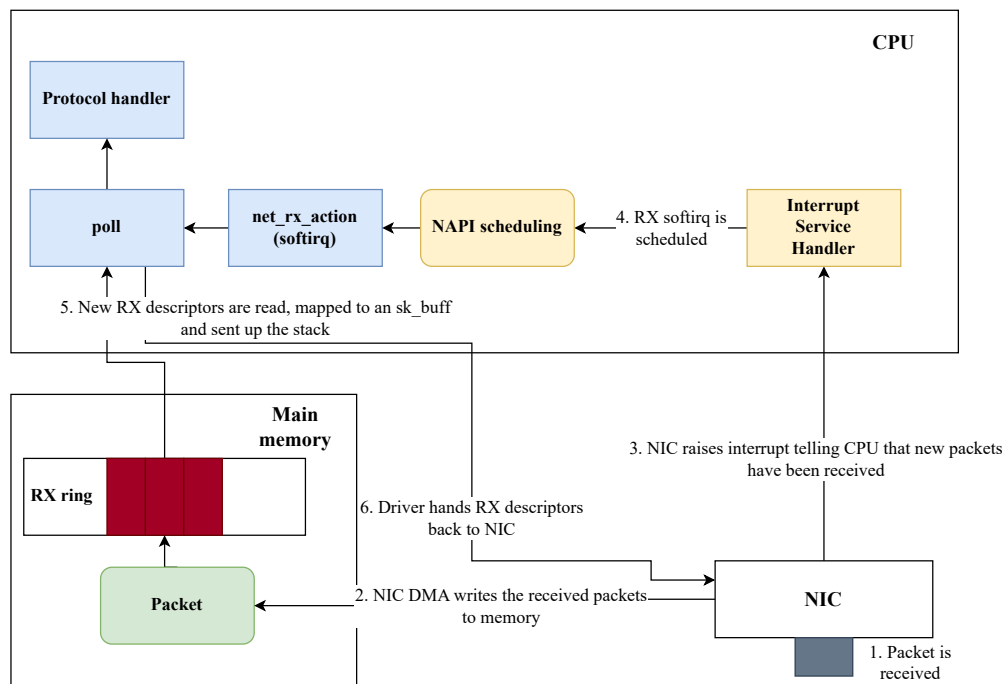 CPU
Protocol handler
poll
net_rx_action
(softirq)
NAPI scheduling
4. RX softirq is
scheduled
Interrupt
Service
Handler
5. New RX descriptors are read, mapped to an sk_buff
and sent up the stack
Main
memory
RX ring
Packet
3. NIC raises interrupt telling CPU that new packets
have been received
6. Driver hands RX descriptors
back to NIC
2. NIC DMA writes the received packets
to memory
NIC
1. Packet is
received